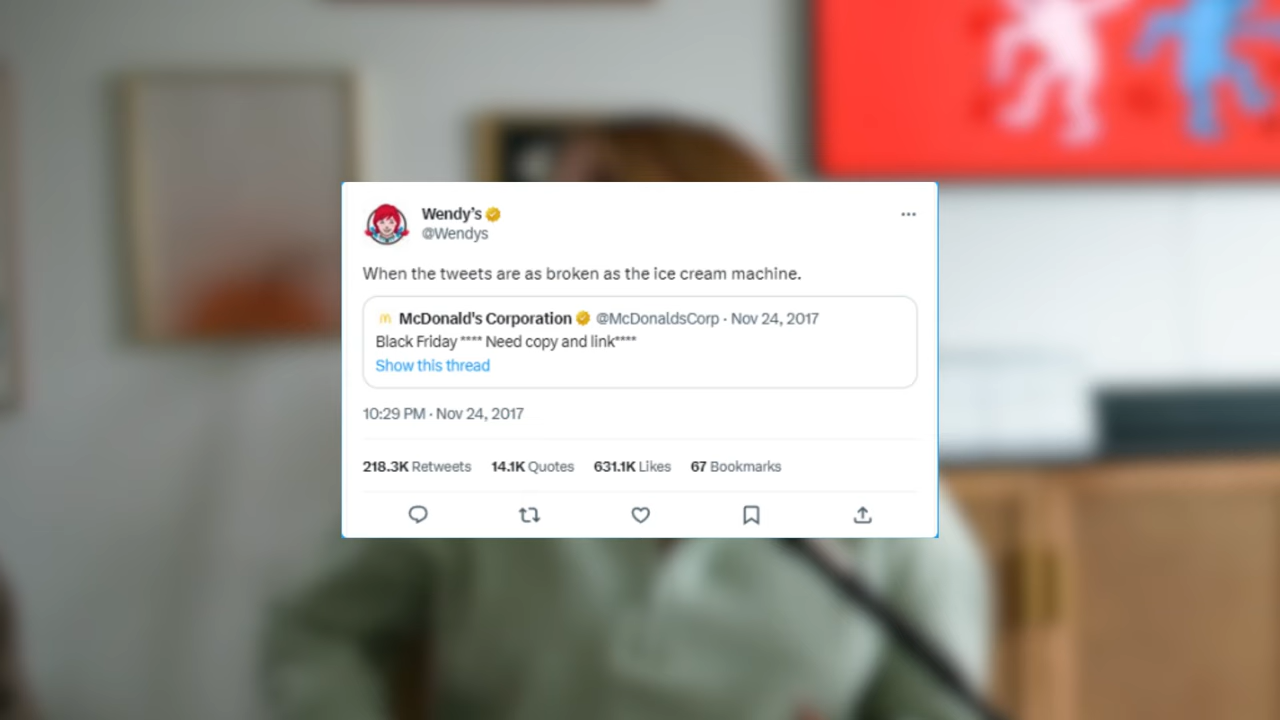 Wendy's
@Wendys
When the tweets are as broken as the ice cream machine.
McDonald's Corporation @McDonaldsCorp · Nov 24, 2017
Black Friday **** Need copy and link****
Show this thread
10:29 PM · Nov 24, 2017
218.3K Retweets 14.1K Quotes 631.1K Likes 67 Bookmarks